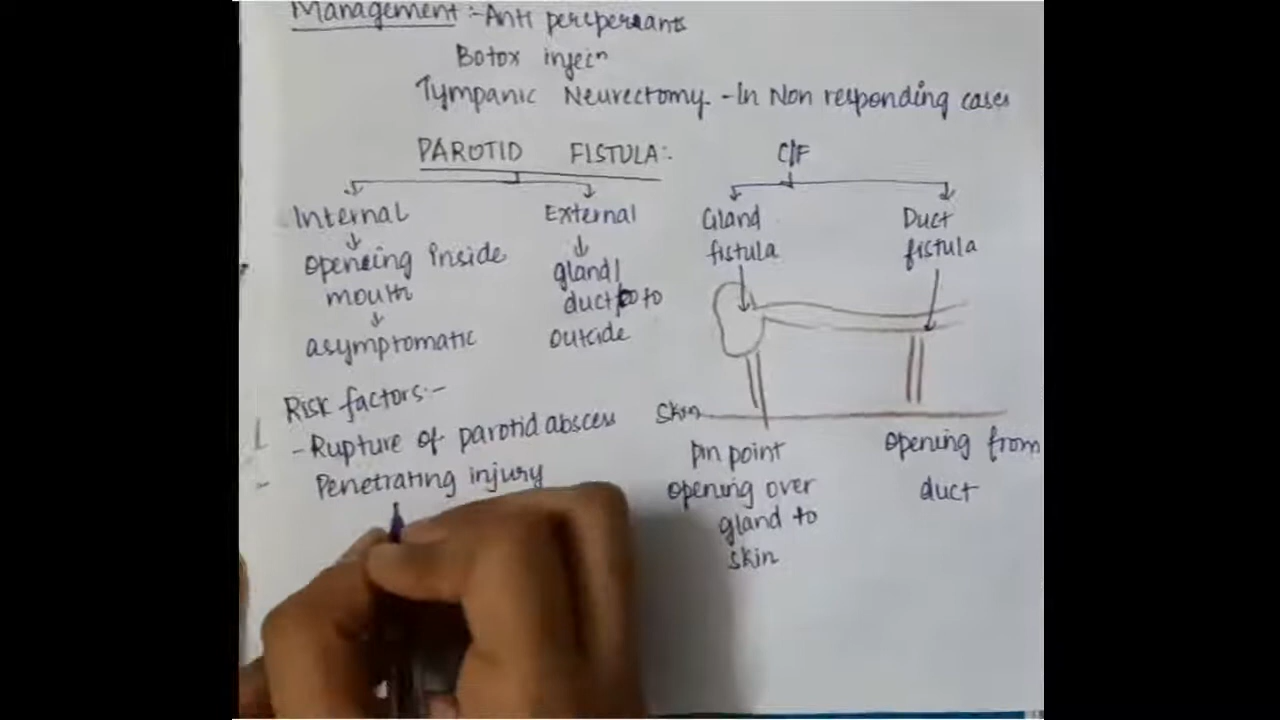 Management :- Anti perspersants
Botox injecn
Tympanic Neurectomy - In Non responding cases
PAROTID FISTULA :-
Internal
opencing inside
mouth
asymptomatic
External
gland/
duct to
outside
Risk factors:-
- Rupture of parotid abscess
- Penetrating injury
C/F
Gland
fistula
Duct
fistula
Skin
Pin point
opening over
gland to
skin
opening from
duct